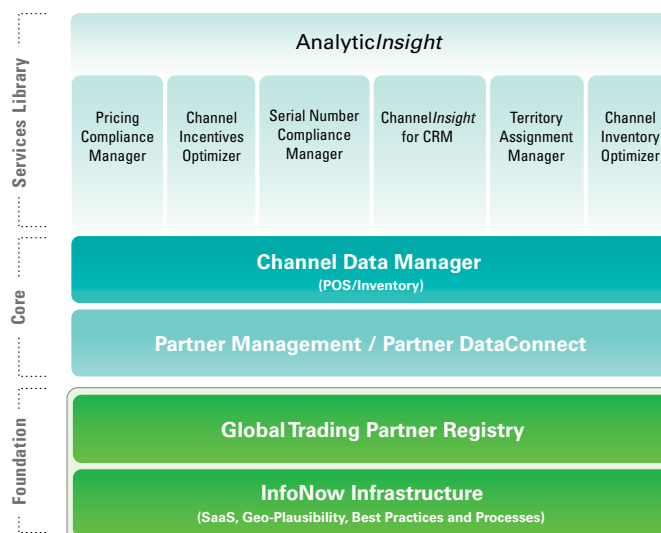 AnalyticInsight
Pricing
Compliance
Manager
Channel
Incentives
Optimizer
Serial Number
Compliance
Manager
ChannelInsight
for CRM
Territory
Assignment
Manager
Channel
Inventory
Optimizer
Services Library
Channel Data Manager
(POS/Inventory)
Partner Management / Partner DataConnect
Core
Global Trading Partner Registry
InfoNow Infrastructure
(SaaS, Geo-Plausibility, Best Practices and Processes)
Foundation